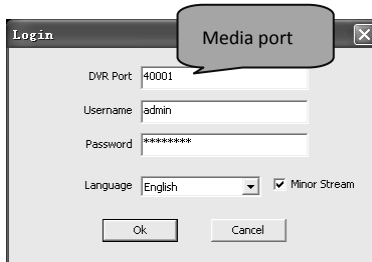 Login
Media port
DVR Port 40001
Username admin
Password ********
Language English Minor Stream
Ok Cancel